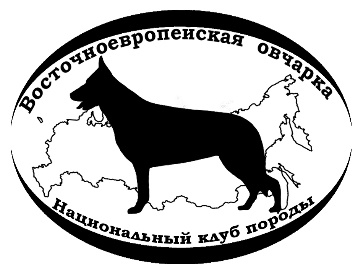 Восточноевропейская овчарка
Национальный клуб породы